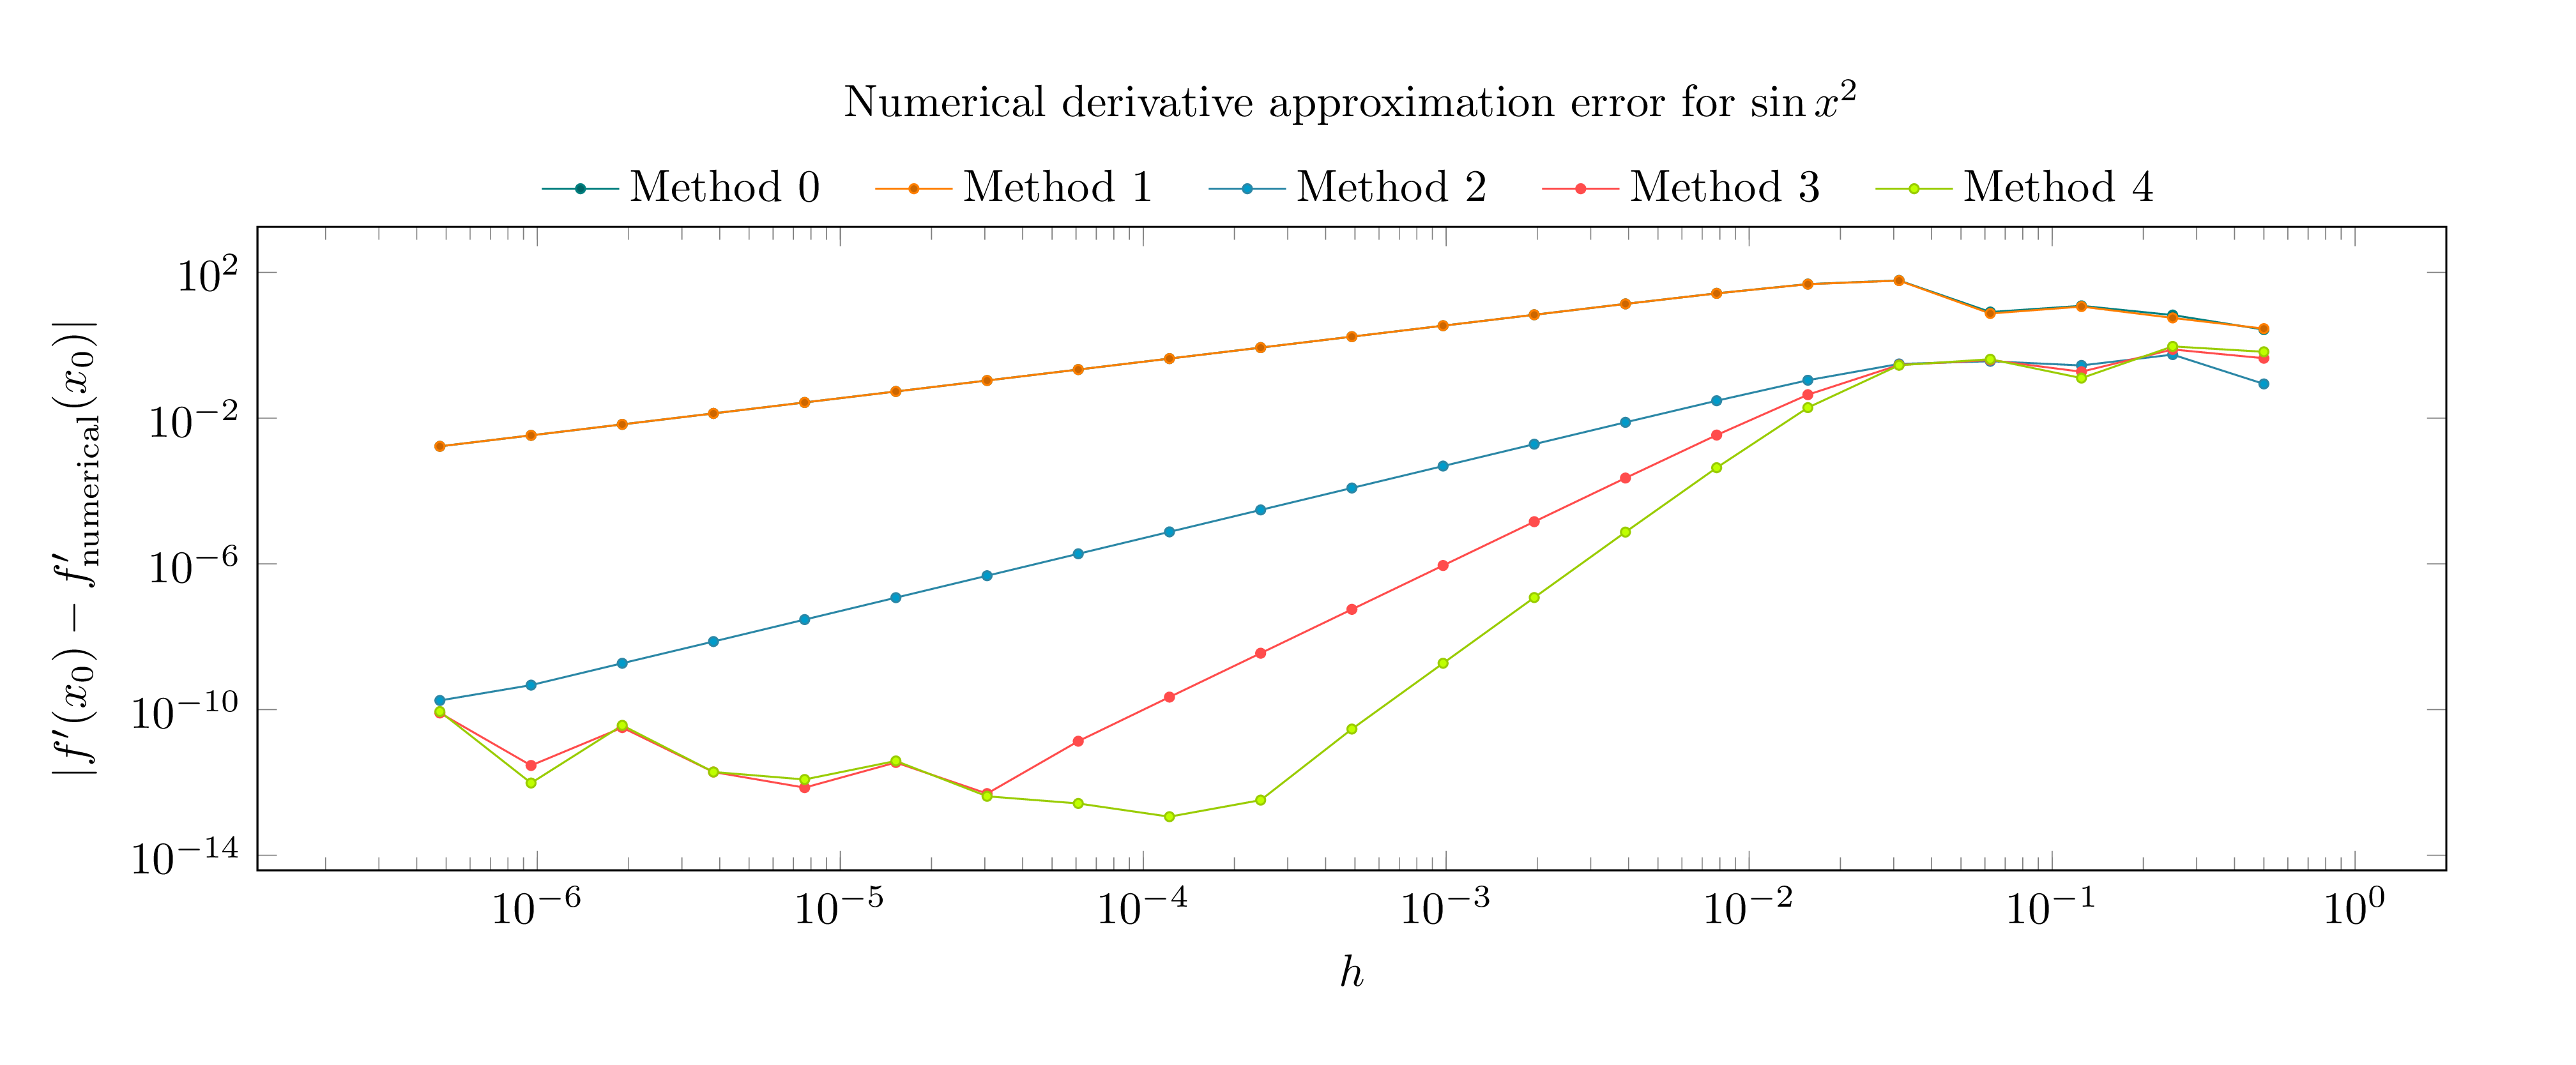 Numerical derivative approximation error for sin x²
Method 0 Method 1 Method 2 Method 3 Method 4
10²
10⁻²
10⁻⁶
10⁻¹⁰
10⁻¹⁴
|f′(x₀) − f′numerical(x₀)|
10⁻⁶ 10⁻⁵ 10⁻⁴ 10⁻³ 10⁻² 10⁻¹ 10⁰
h